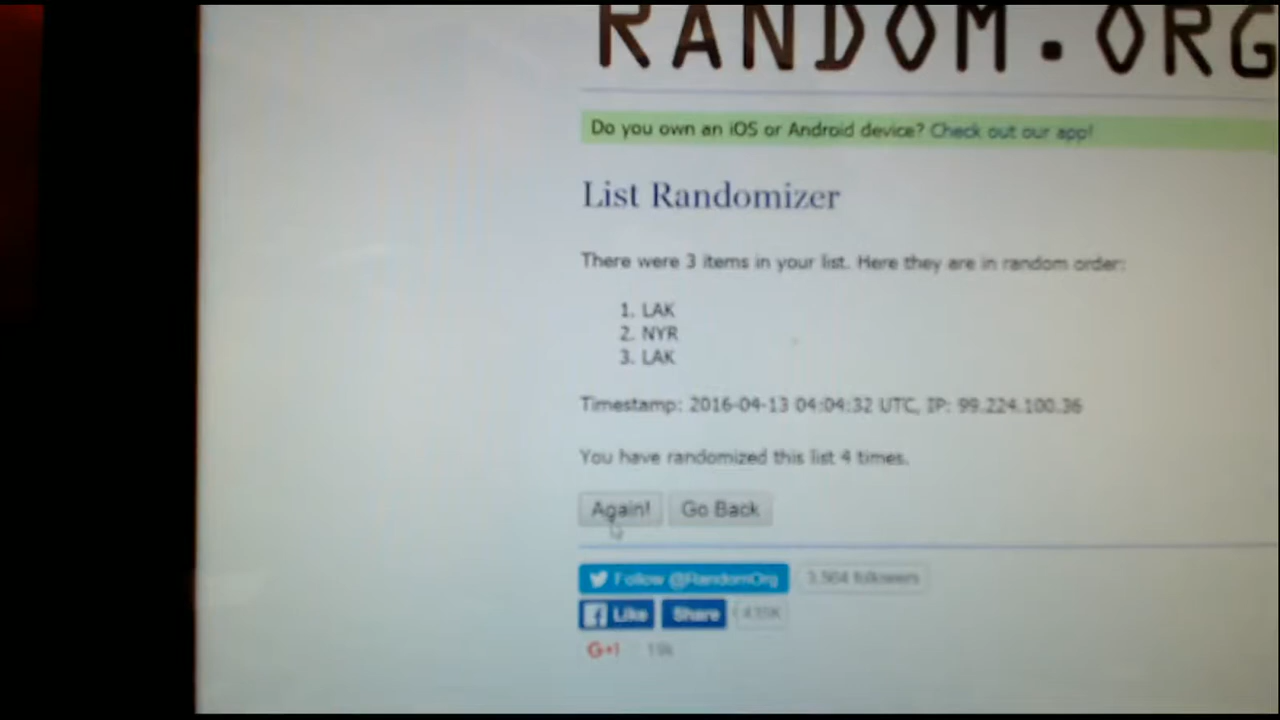 RANDOM.ORG
Do you own an iOS or Android device? Check out our app!
List Randomizer
There were 3 items in your list. Here they are in random order:
1. LAK
2. NYR
3. LAK
Timestamp: 2016-04-13 04:04:32 UTC, IP: 99.224.100.36
You have randomized this list 4 times.
Again! Go Back
Follow @RandomOrg followers
Like Share
G+1 19k